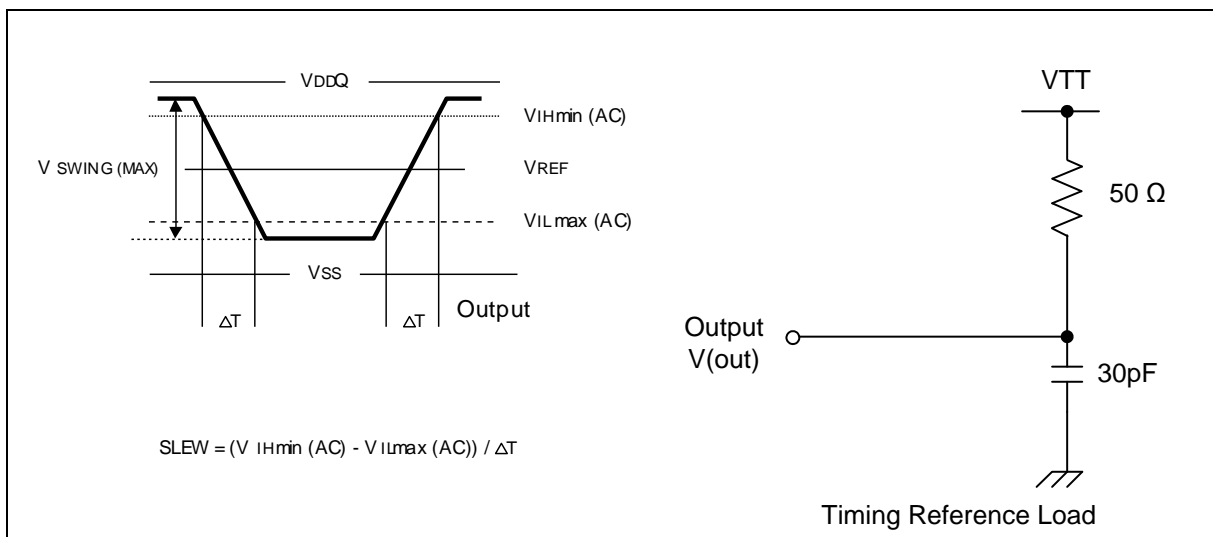 VDDQ
VIHmin (AC)
V SWING (MAX)
VREF
VILmax (AC)
VSS
Output
ΔT
ΔT
SLEW = (V IHmin (AC) - V ILmax (AC)) / ΔT
VTT
50 Ω
Output
V(out)
30pF
Timing Reference Load